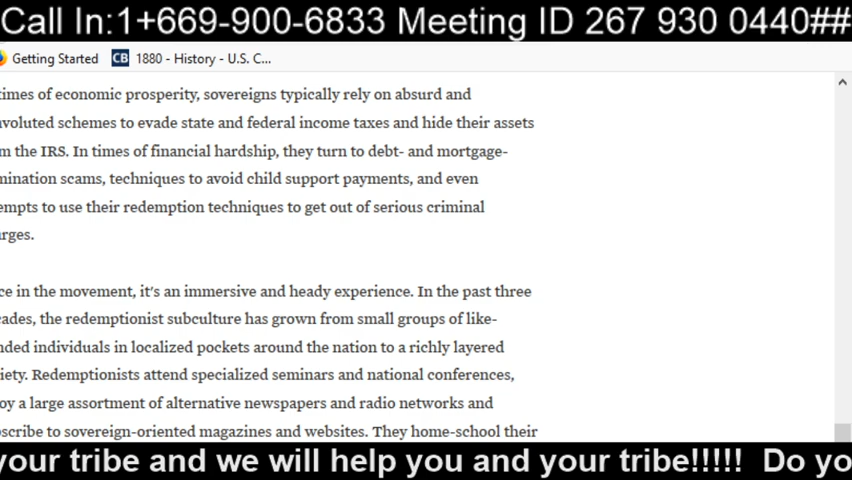 Call In:1+669-900-6833 Meeting ID 267 930 0440##
Getting Started CB 1880 - History - U.S. C...
times of economic prosperity, sovereigns typically rely on absurd and
nvoluted schemes to evade state and federal income taxes and hide their assets
m the IRS. In times of financial hardship, they turn to debt- and mortgage-
mination scams, techniques to avoid child support payments, and even
empts to use their redemption techniques to get out of serious criminal
arges.
ce in the movement, it's an immersive and heady experience. In the past three
cades, the redemptionist subculture has grown from small groups of like-
nded individuals in localized pockets around the nation to a richly layered
iety. Redemptionists attend specialized seminars and national conferences,
oy a large assortment of alternative newspapers and radio networks and
bscribe to sovereign-oriented magazines and websites. They home-school their
your tribe and we will help you and your tribe!!!!! Do yo